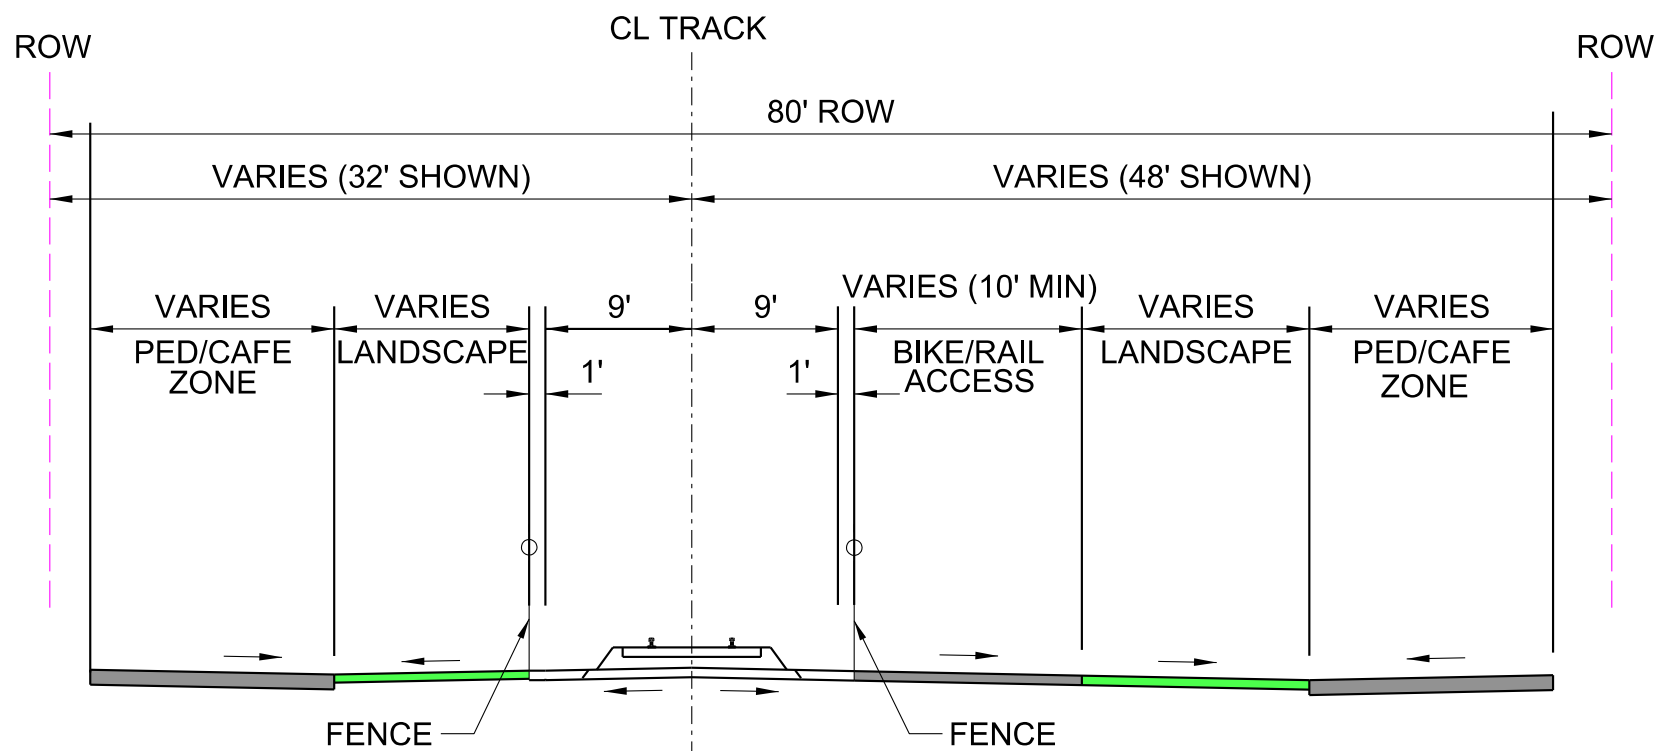 CL TRACK
ROW
ROW
80' ROW
VARIES (32' SHOWN)
VARIES (48' SHOWN)
VARIES (10' MIN)
VARIES
VARIES
9'
9'
VARIES
VARIES
PED/CAFE
ZONE
LANDSCAPE
1'
1'
BIKE/RAIL
ACCESS
LANDSCAPE
PED/CAFE
ZONE
FENCE
FENCE